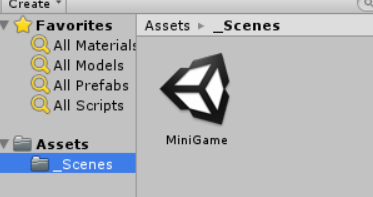 Create
Favorites
All Materials
All Models
All Prefabs
All Scripts
Assets
_Scenes
Assets ▸ _Scenes
MiniGame